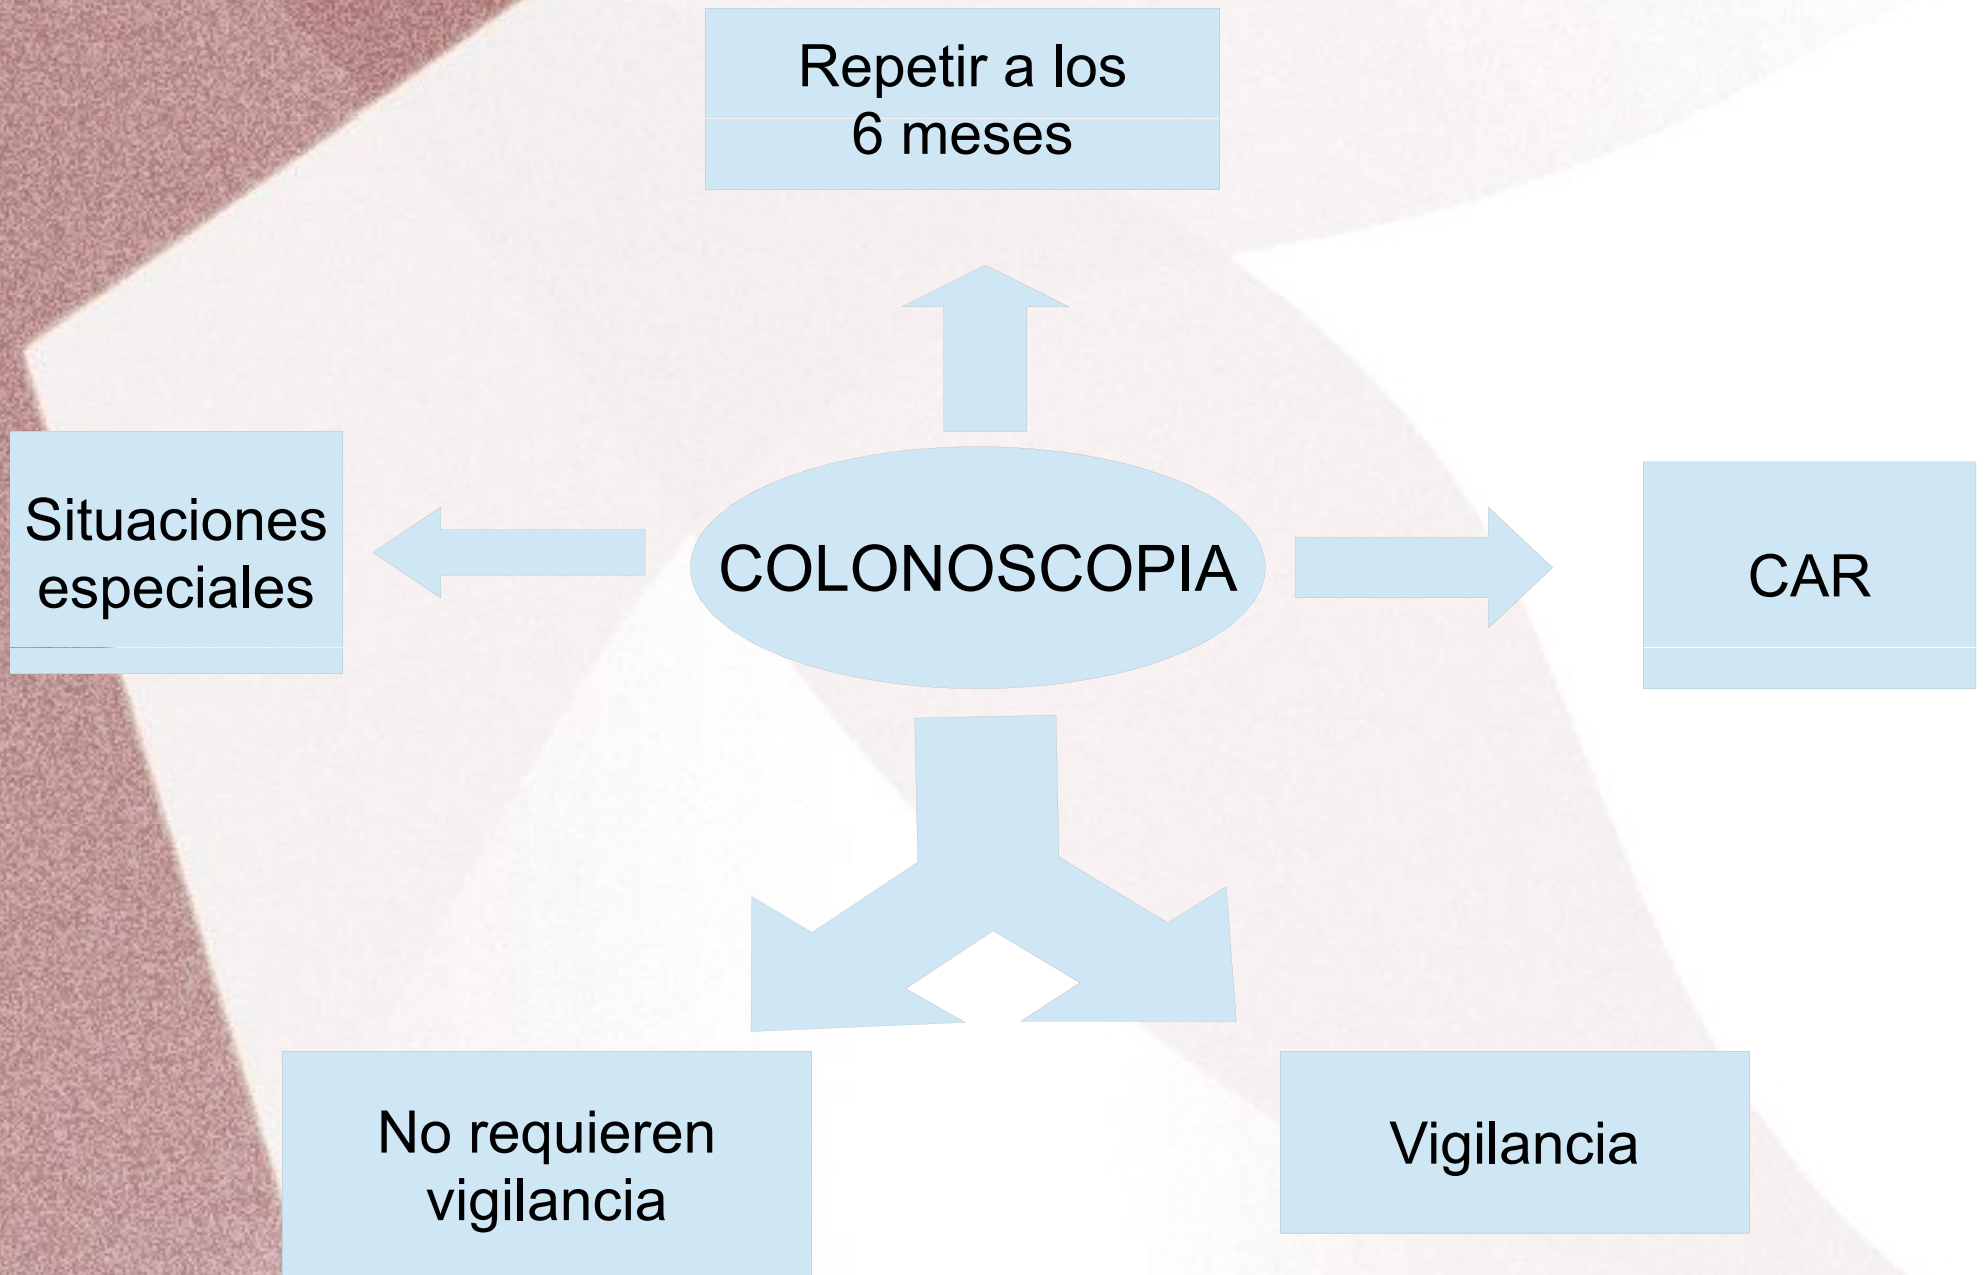 Repetir a los
6 meses
Situaciones
especiales
COLONOSCOPIA
CAR
No requieren
vigilancia
Vigilancia